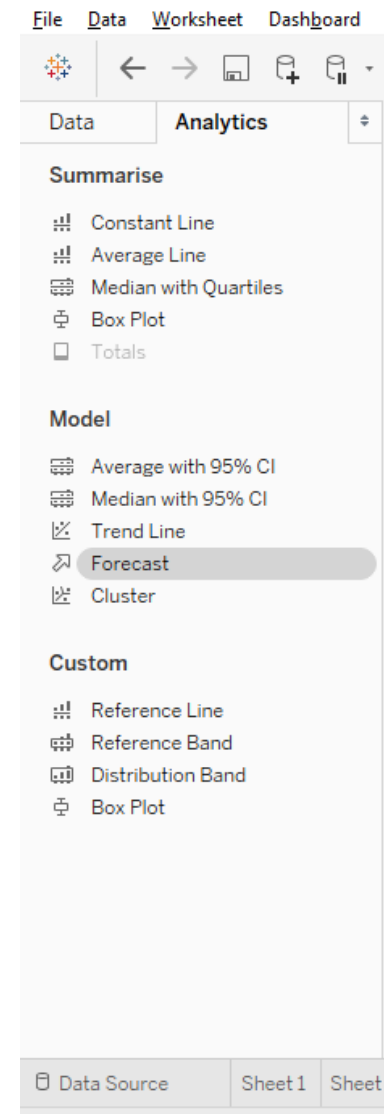 File Data Worksheet Dashboard
Data Analytics
Summarise
Constant Line
Average Line
Median with Quartiles
Box Plot
Totals
Model
Average with 95% CI
Median with 95% CI
Trend Line
Forecast
Cluster
Custom
Reference Line
Reference Band
Distribution Band
Box Plot
Data Source Sheet 1 Sheet